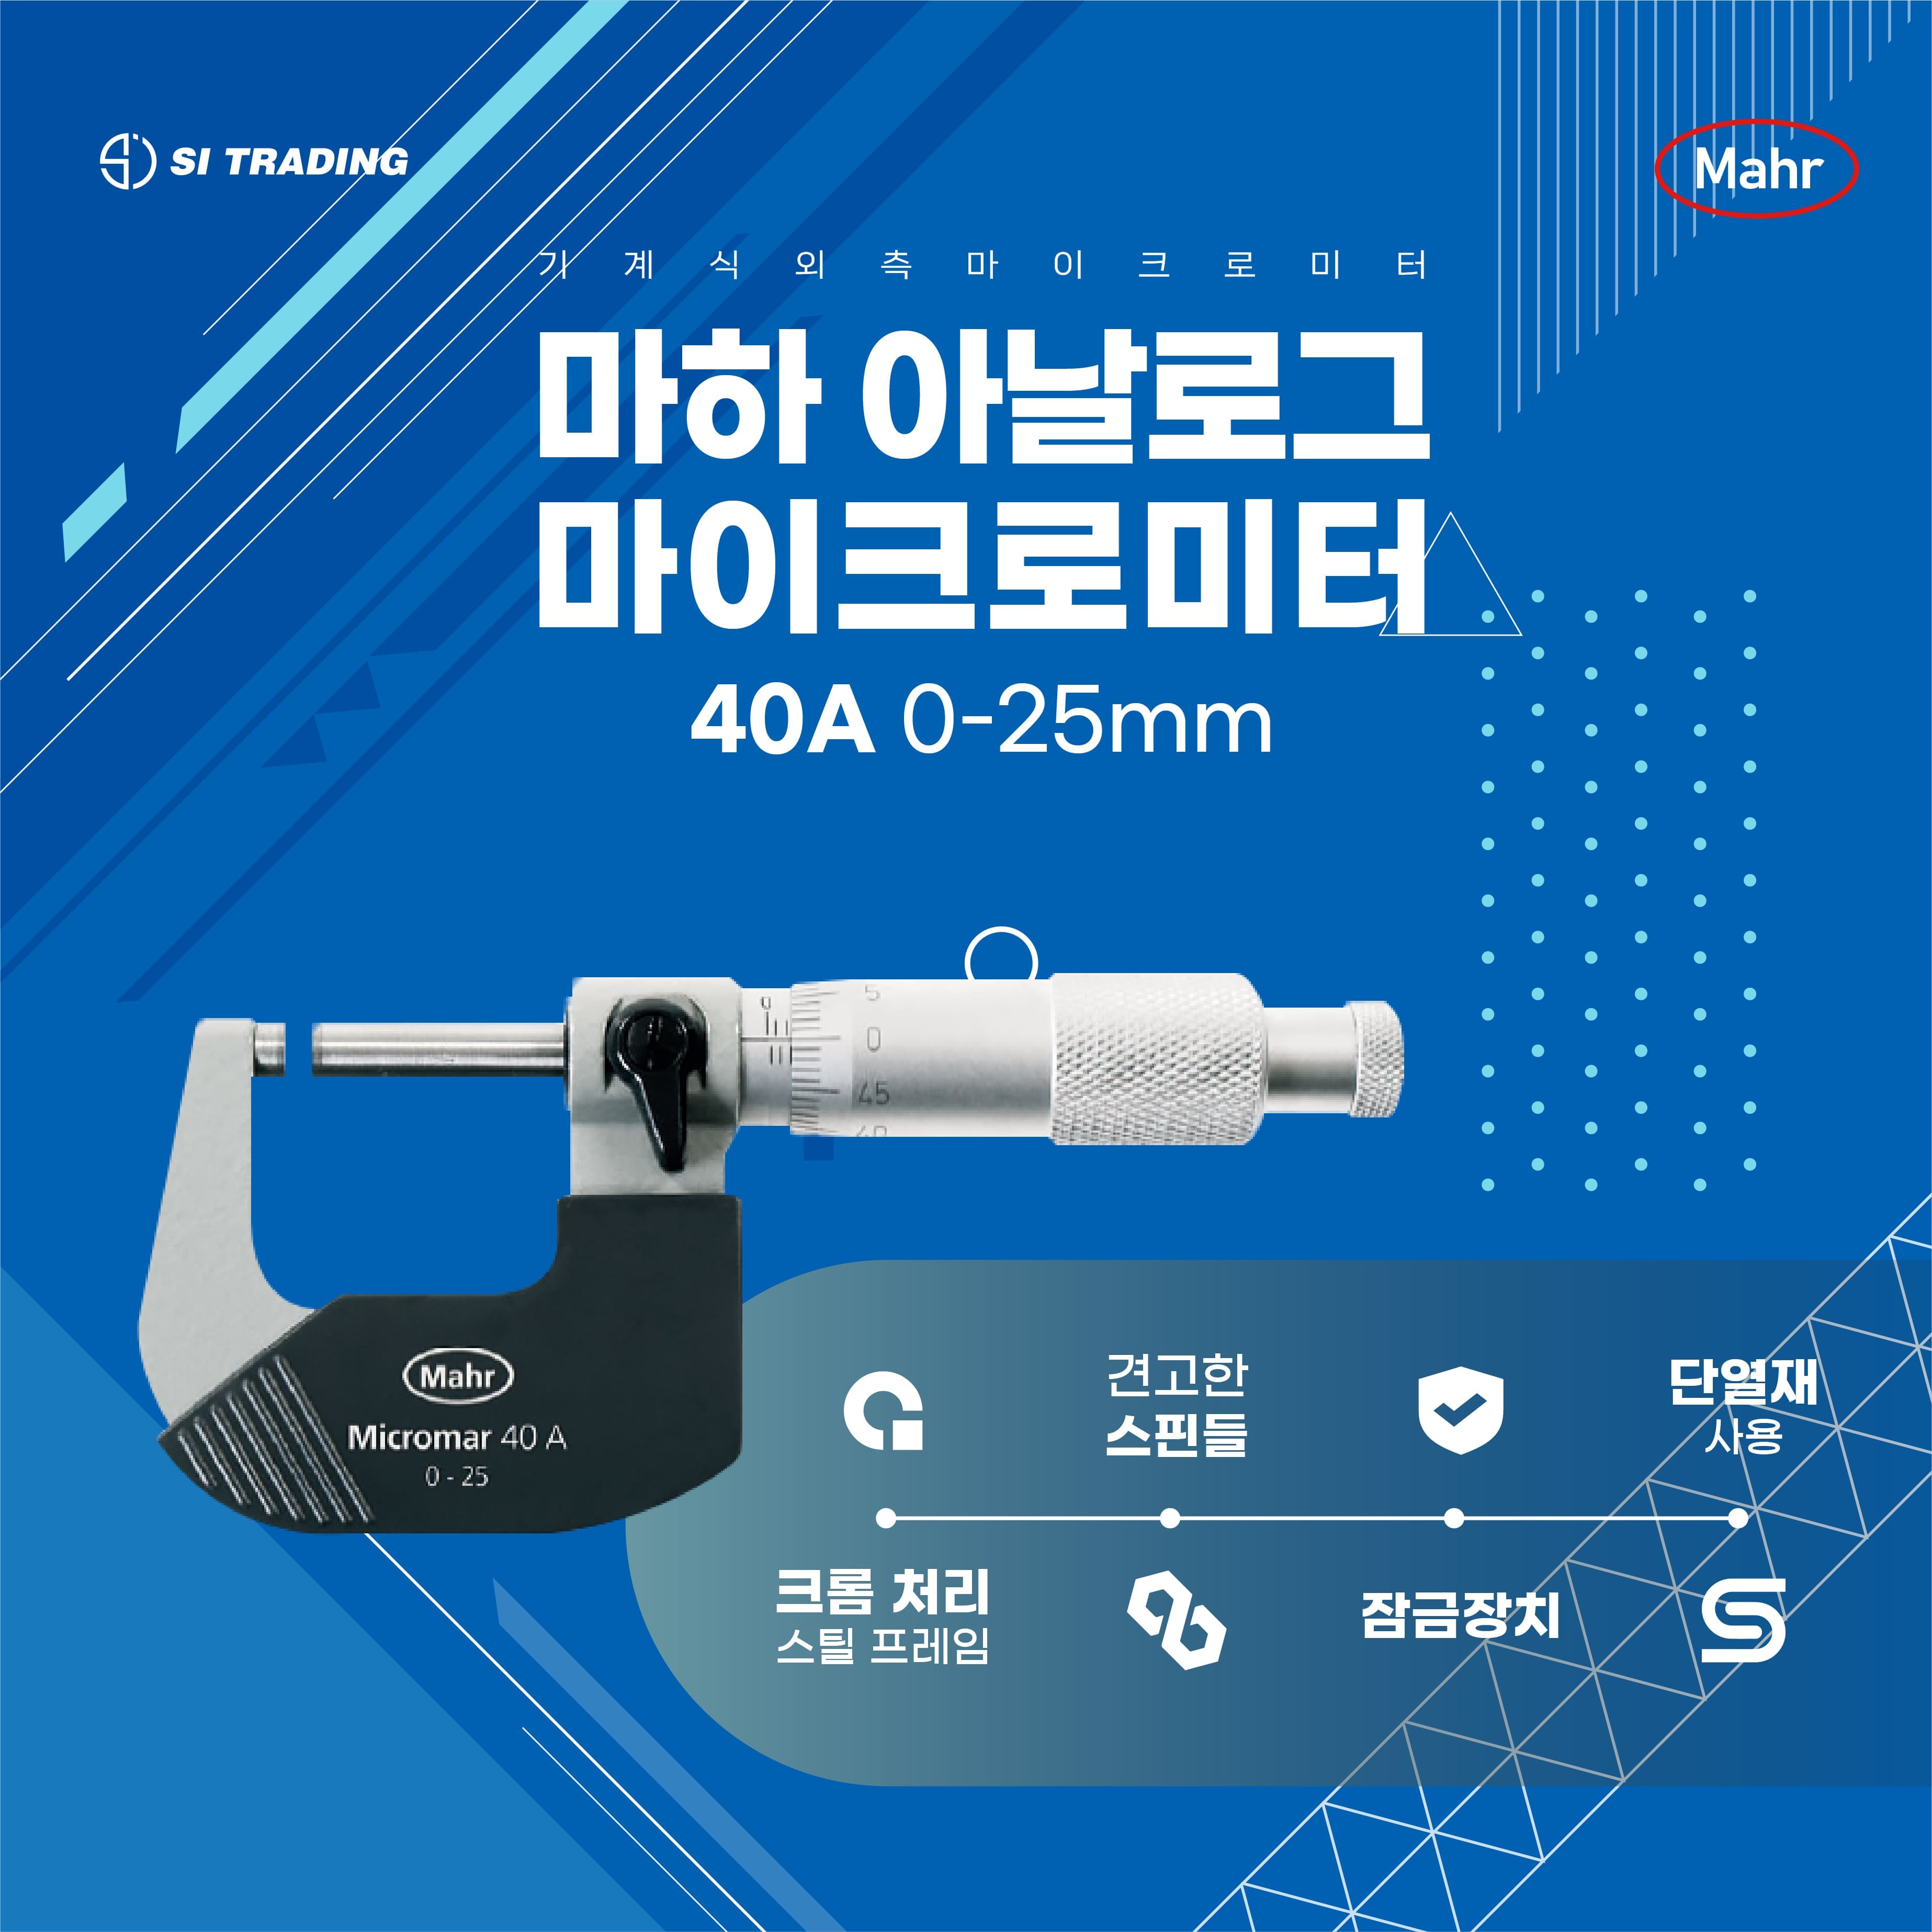 SI TRADING
Mahr
기계식외측마이크로미터
마하 아날로그
마이크로미터
40A 0-25mm
0
5
0
45
40
Mahr
Micromar 40 A
0 - 25
견고한
스핀들
단열재
사용
크롬 처리
스틸 프레임
잠금장치